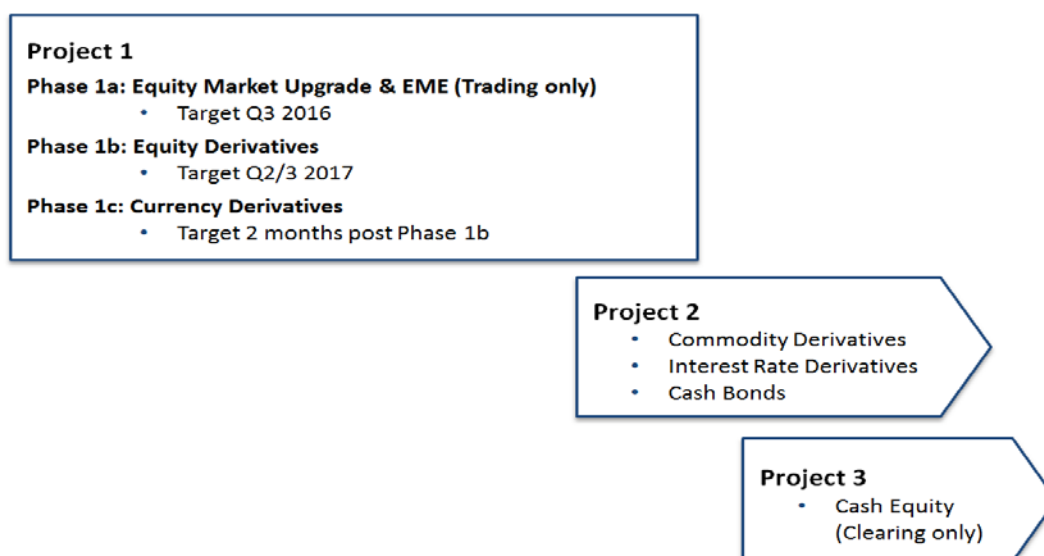 Project 1
Phase 1a: Equity Market Upgrade & EME (Trading only)
• Target Q3 2016
Phase 1b: Equity Derivatives
• Target Q2/3 2017
Phase 1c: Currency Derivatives
• Target 2 months post Phase 1b
Project 2
• Commodity Derivatives
• Interest Rate Derivatives
• Cash Bonds
Project 3
• Cash Equity
(Clearing only)